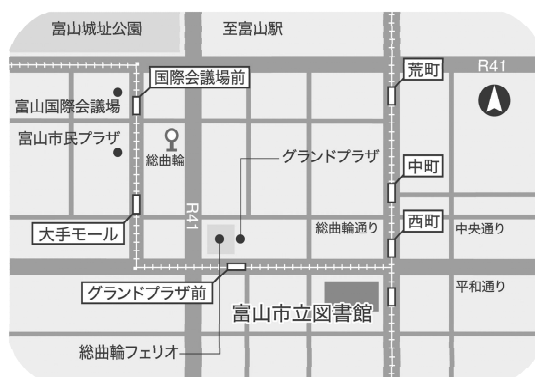 富山城址公園
至富山駅
国際会議場前
荒町
R41
富山国際会議場
富山市民プラザ
総曲輪
グランドプラザ
中町
大手モール
R41
総曲輪通り
西町
中央通り
グランドプラザ前
平和通り
富山市立図書館
総曲輪フェリオ